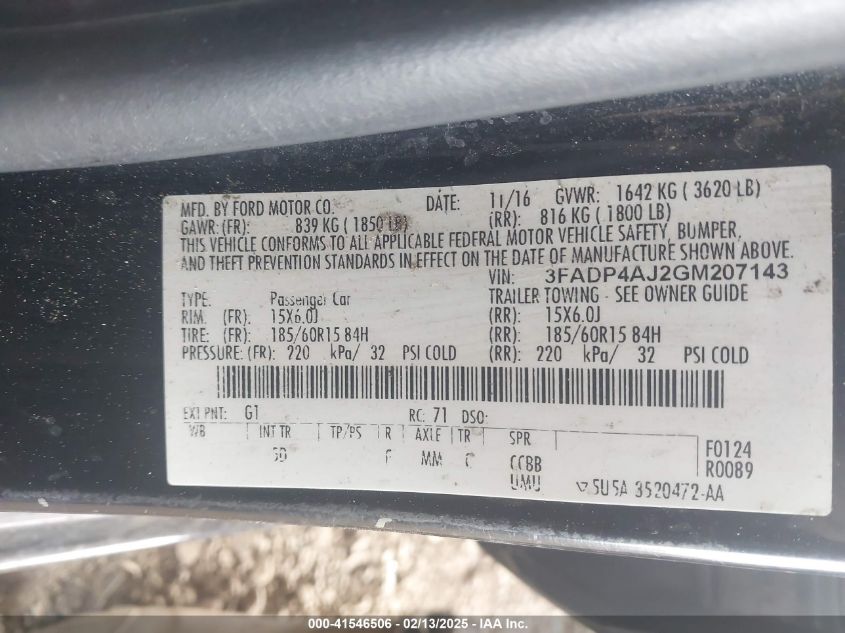 MFD. BY FORD MOTOR CO. DATE: 11/16 GVWR: 1642 KG ( 3620 LB)
GAWR: (FR): 839 KG ( 1850 LB) (RR): 816 KG ( 1800 LB)
THIS VEHICLE CONFORMS TO ALL APPLICABLE FEDERAL MOTOR VEHICLE SAFETY, BUMPER,
AND THEFT PREVENTION STANDARDS IN EFFECT ON THE DATE OF MANUFACTURE SHOWN ABOVE.
VIN: 3FADP4AJ2GM207143
TYPE: Passenger Car TRAILER TOWING - SEE OWNER GUIDE
RIM: (FR): 15X6.0J (RR): 15X6.0J
TIRE: (FR): 185/60R15 84H (RR): 185/60R15 84H
PRESSURE: (FR): 220 kPa/ 32 PSI COLD (RR): 220 kPa/ 32 PSI COLD
EXT PNT: G1 RC: 71 DSO:
WB INT TR TP/PS R AXLE TR SPR
MM CCBB
F0124
R0089
5U5A 3520472-AA
000-41546506 - 02/13/2025 - IAA Inc.